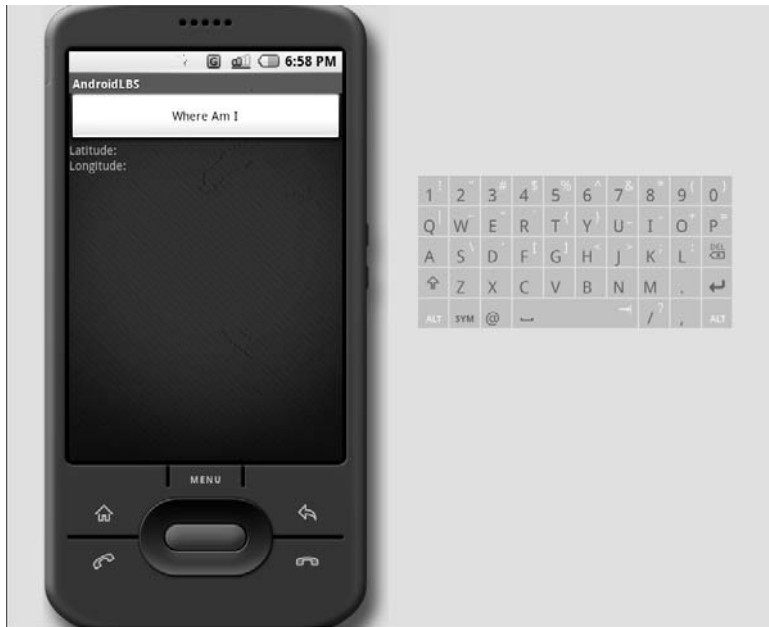 6:58 PM
AndroidLBS
Where Am I
Latitude:
Longitude:
MENU
1 ! 2 " 3 # 4 $ 5 % 6 ^ 7 & 8 * 9 ( 0 )
Q | W E R T { Y } U - I O + P =
A S \ D F [ G ] H < J > K ; L : DEL
Z X C V B N M .
ALT SYM @ / ? , ALT